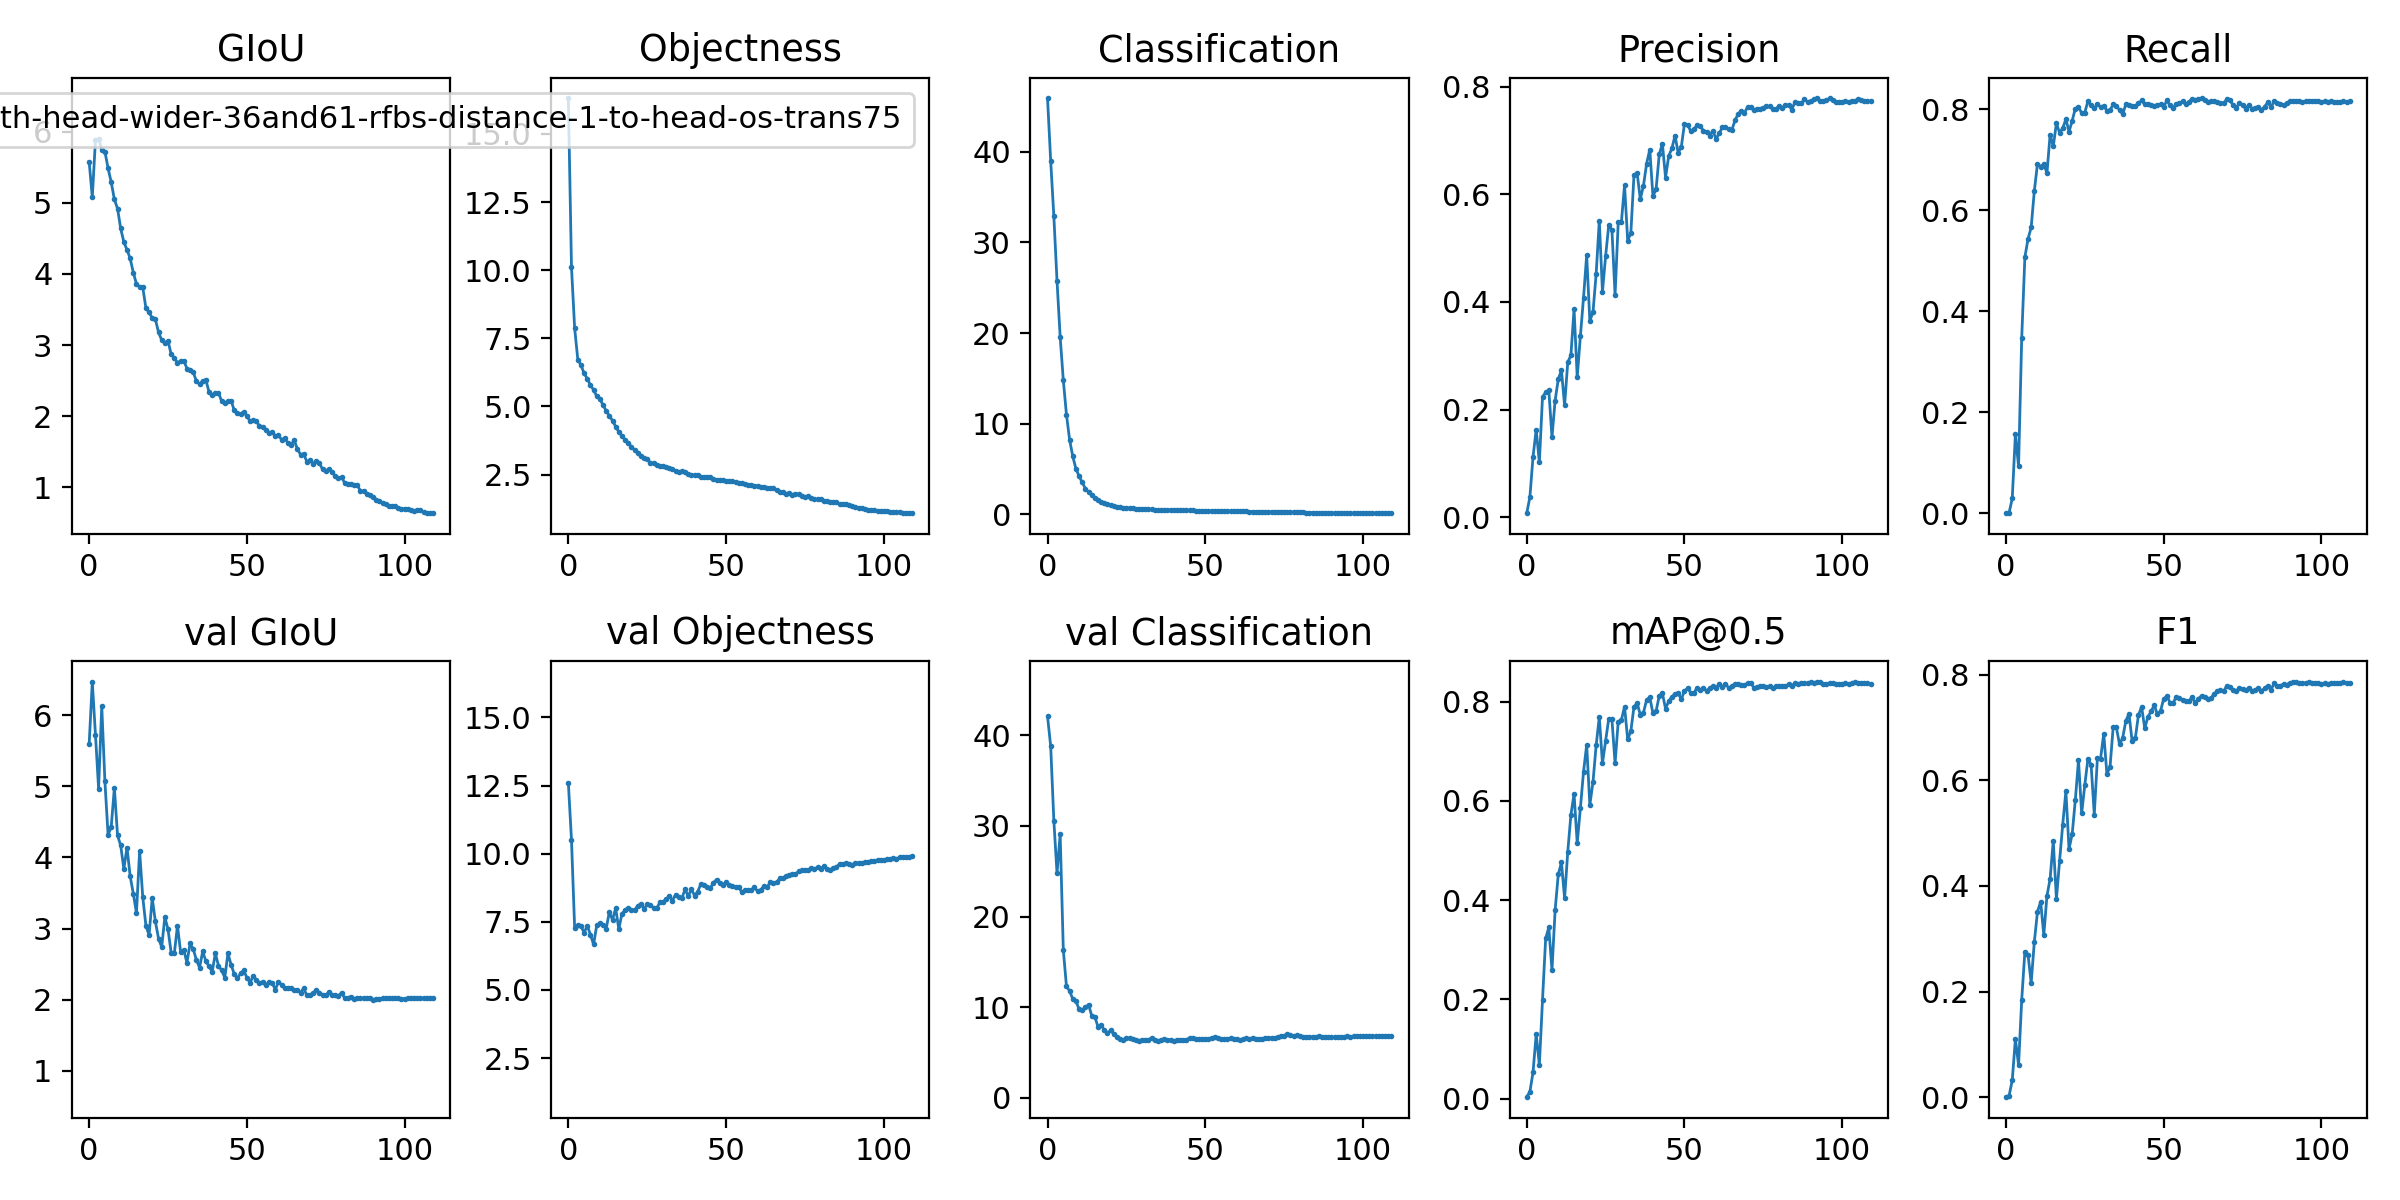 GIoU
Objectness
Classification
Precision
Recall
th-head-wider-36and61-rfbs-distance-1-to-head-os-trans75
6
5
4
3
2
1
0 50 100
15.0
12.5
10.0
7.5
5.0
2.5
0 50 100
40
30
20
10
0
0 50 100
0.8
0.6
0.4
0.2
0.0
0 50 100
0.8
0.6
0.4
0.2
0.0
0 50 100
val GIoU
val Objectness
val Classification
mAP@0.5
F1
6
5
4
3
2
1
0 50 100
15.0
12.5
10.0
7.5
5.0
2.5
0 50 100
40
30
20
10
0
0 50 100
0.8
0.6
0.4
0.2
0.0
0 50 100
0.8
0.6
0.4
0.2
0.0
0 50 100